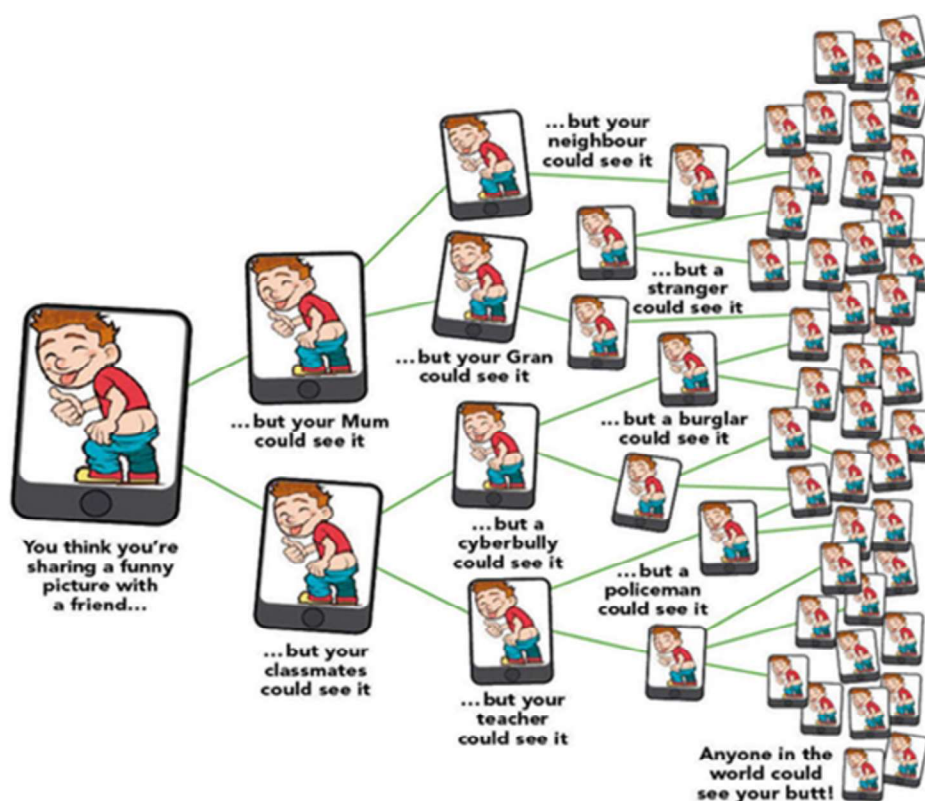 You think you're
sharing a funny
picture with
a friend...
...but your Mum
could see it
...but your
classmates
could see it
...but your
neighbour
could see it
...but your Gran
could see it
...but a
cyberbully
could see it
...but your
teacher
could see it
...but a
stranger
could see it
...but a burglar
could see it
...but a
policeman
could see it
Anyone in the
world could
see your butt!